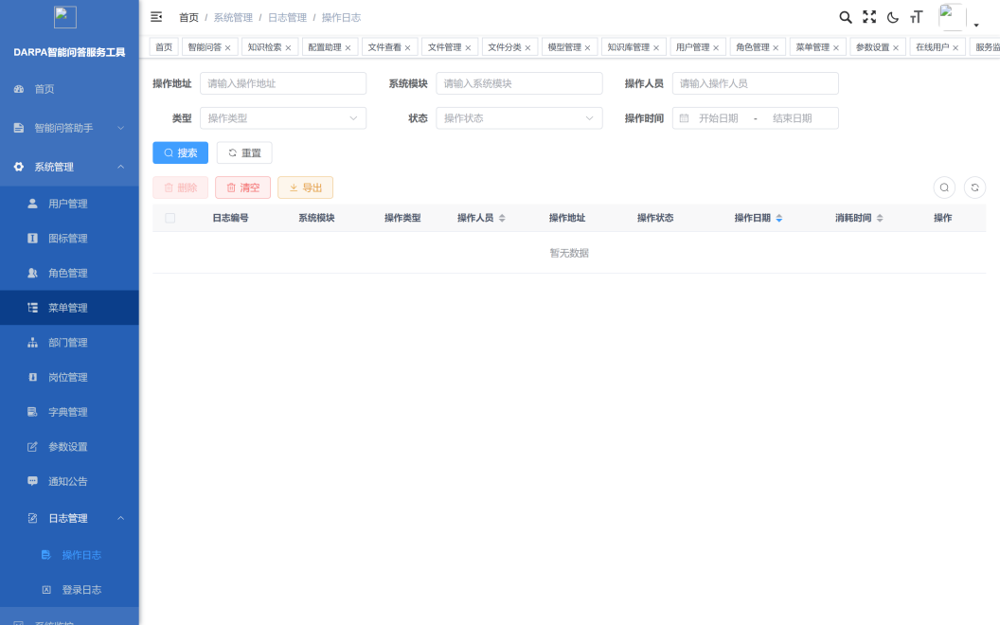 DARPA智能问答服务工具
首页
智能问答助手
系统管理
用户管理
图标管理
角色管理
菜单管理
部门管理
岗位管理
字典管理
参数设置
通知公告
日志管理
操作日志
登录日志
系统监控
首页 / 系统管理 / 日志管理 / 操作日志
首页 智能问答 × 知识检索 × 配置助理 × 文件查看 × 文件管理 × 文件分类 × 模型管理 × 知识库管理 × 用户管理 × 角色管理 × 菜单管理 × 参数设置 × 在线用户 × 服务监
操作地址 请输入操作地址 系统模块 请输入系统模块 操作人员 请输入操作人员
类型 操作类型 状态 操作状态 操作时间 开始日期 - 结束日期
搜索 重置
删除 清空 导出
日志编号 系统模块 操作类型 操作人员 操作地址 操作状态 操作日期 消耗时间 操作
暂无数据